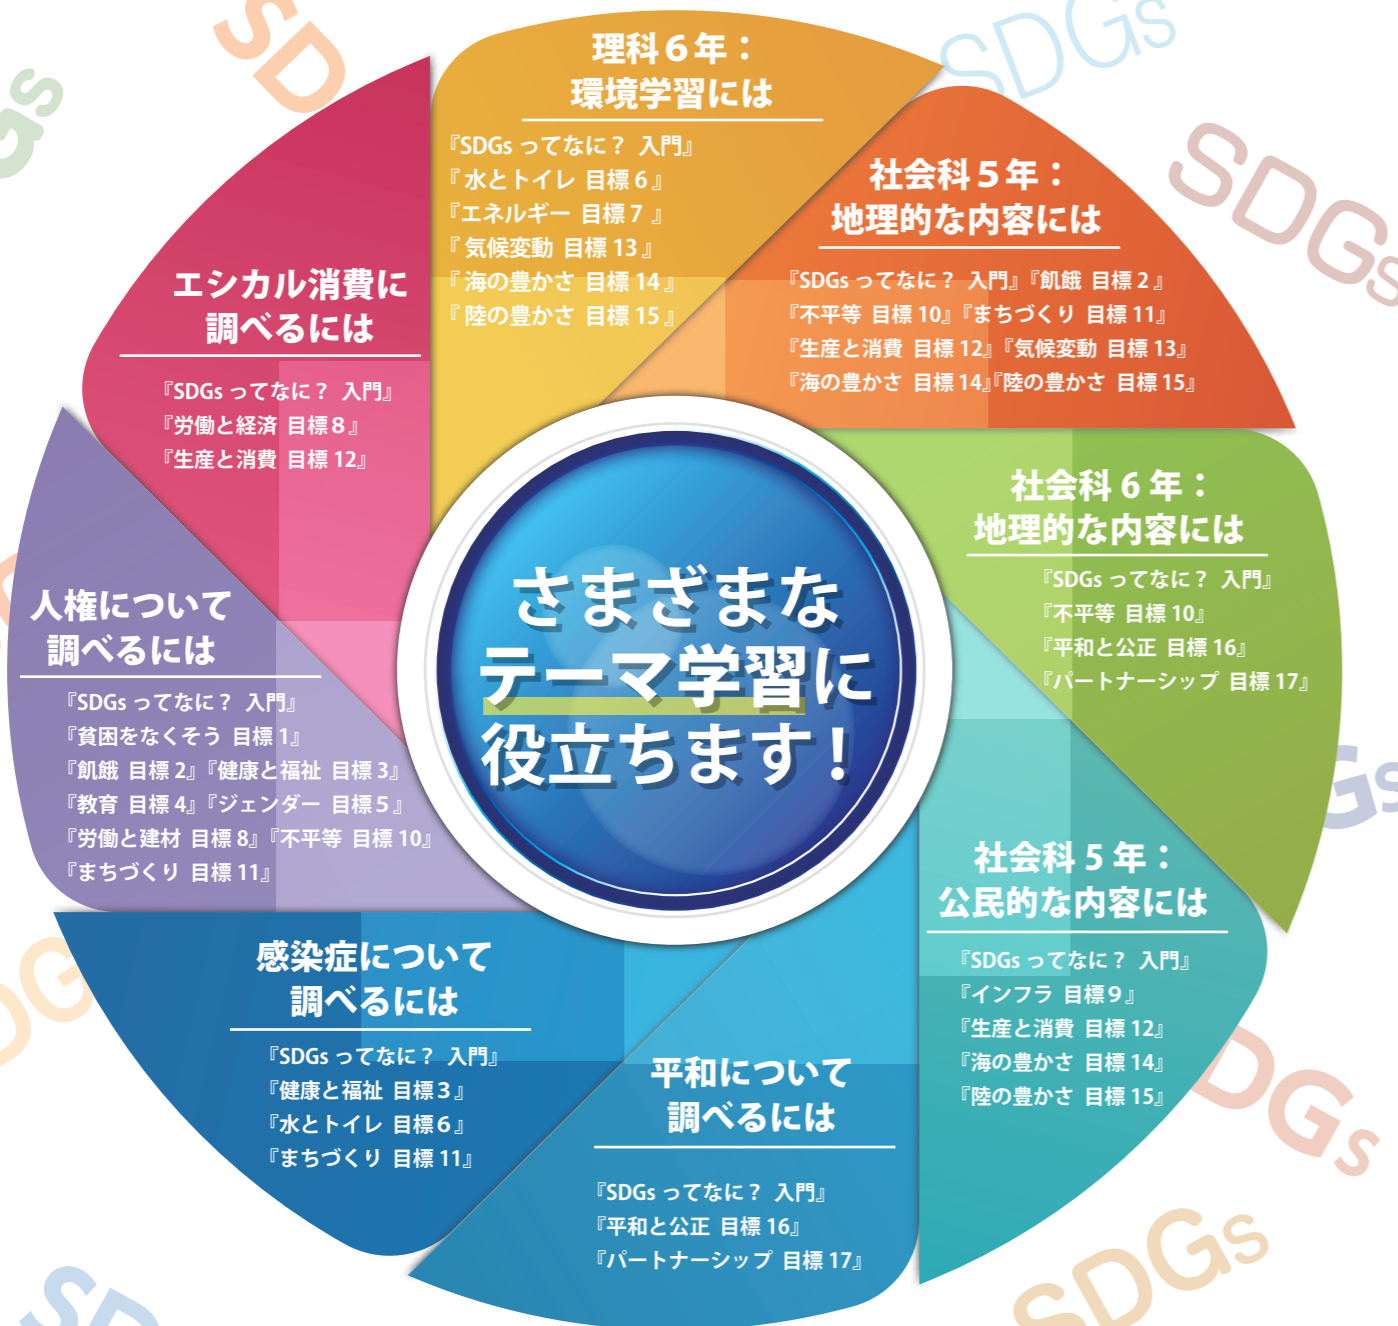 SDGs
理科6年：
環境学習には
『SDGs ってなに？ 入門』
『水とトイレ 目標 6』
『エネルギー 目標 7 』
『気候変動 目標 13』
『海の豊かさ 目標 14』
『陸の豊かさ 目標 15』
社会科5年：
地理的な内容には
『SDGs ってなに？ 入門』『飢餓 目標 2 』
『不平等 目標 10』『まちづくり 目標 11』
『生産と消費 目標 12』『気候変動 目標 13』
『海の豊かさ 目標 14』『陸の豊かさ 目標 15』
SDGs
社会科 6 年：
地理的な内容には
『SDGs ってなに？ 入門』
『不平等 目標 10』
『平和と公正 目標 16』
『パートナーシップ 目標 17』
社会科 5 年：
公民的な内容には
『SDGs ってなに？ 入門』
『インフラ 目標９』
『生産と消費 目標 12』
『海の豊かさ 目標 14』
『陸の豊かさ 目標 15』
平和について
調べるには
『SDGs ってなに？ 入門』
『平和と公正 目標 16』
『パートナーシップ 目標 17』
感染症について
調べるには
『SDGs ってなに？ 入門』
『健康と福祉 目標３』
『水とトイレ 目標６』
『まちづくり 目標 11』
人権について
調べるには
『SDGs ってなに？ 入門』
『貧困をなくそう 目標 1』
『飢餓 目標 2』『健康と福祉 目標 3』
『教育 目標 4』『ジェンダー 目標５』
『労働と建材 目標 8』『不平等 目標 10』
『まちづくり 目標 11』
エシカル消費に
調べるには
『SDGs ってなに？ 入門』
『労働と経済 目標８』
『生産と消費 目標 12』
さまざまな
テーマ学習に
役立ちます！
SD
Gs
DG
Gs
DGs
SDGs
SD